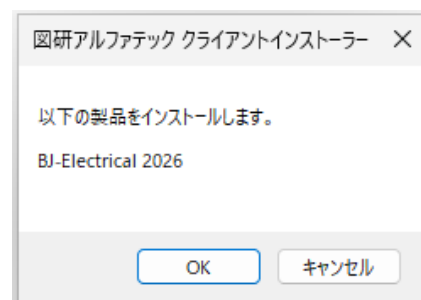 図研アルファテック クライアントインストーラー
以下の製品をインストールします。
BJ-Electrical 2026
OK
キャンセル